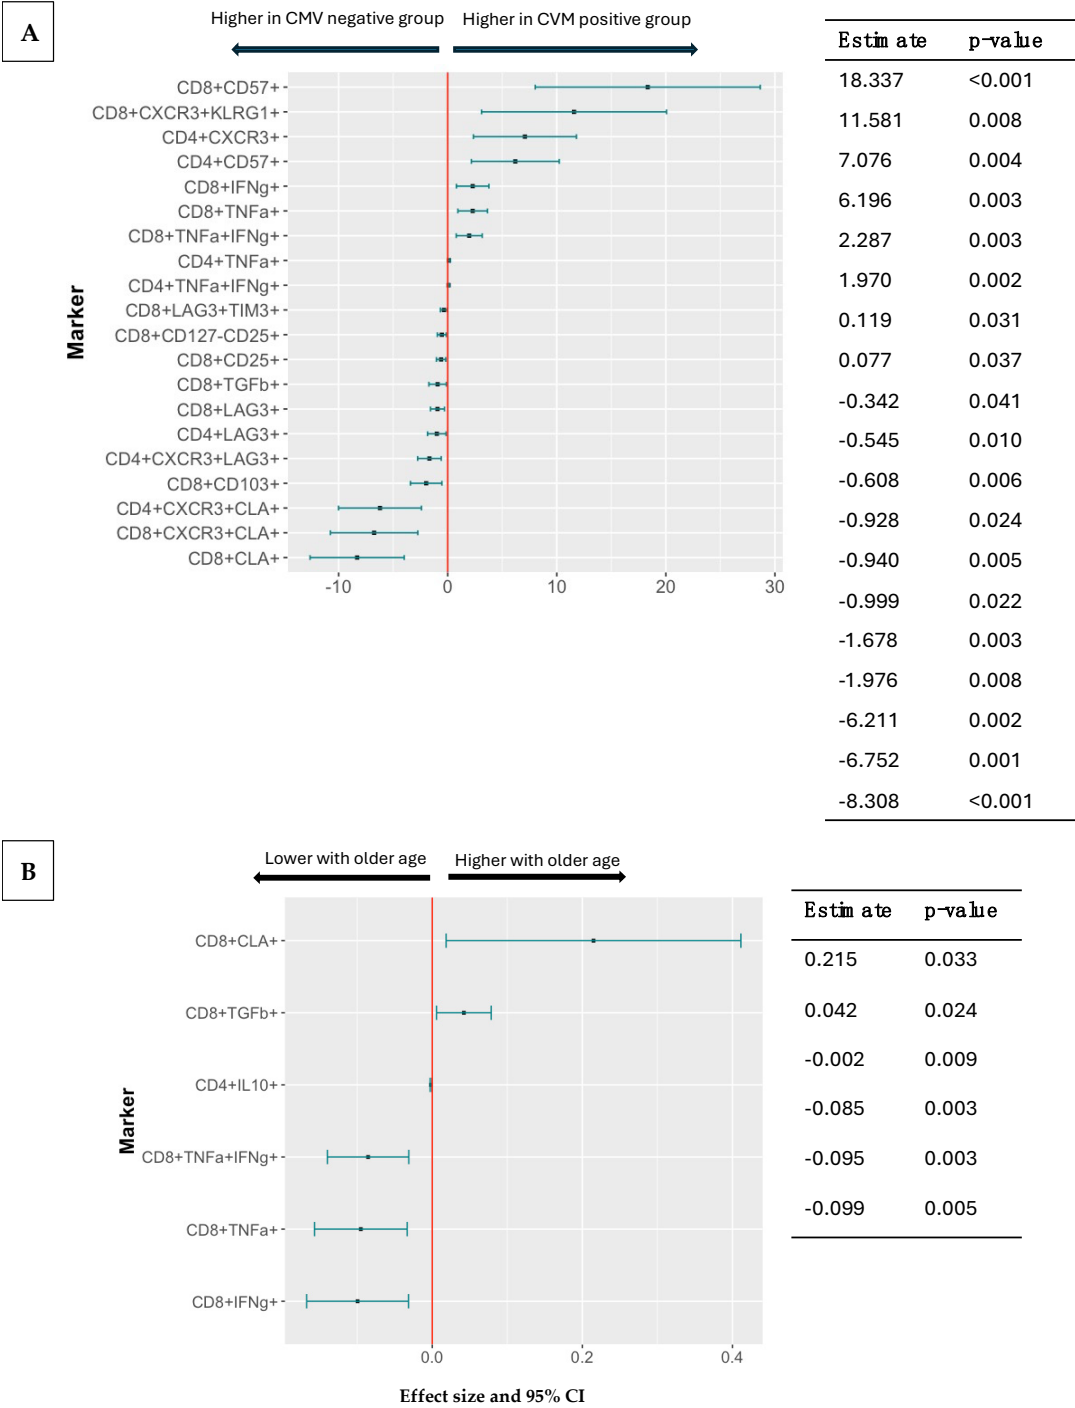 A
Higher in CMV negative group
Higher in CVM positive group
Marker
CD8+CD57+
CD8+CXCR3+KLRG1+
CD4+CXCR3+
CD4+CD57+
CD8+IFNg+
CD8+TNFa+
CD8+TNFa+IFNg+
CD4+TNFa+
CD4+TNFa+IFNg+
CD8+LAG3+TIM3+
CD8+CD127-CD25+
CD8+CD25+
CD8+TGFb+
CD8+LAG3+
CD4+LAG3+
CD4+CXCR3+LAG3+
CD8+CD103+
CD4+CXCR3+CLA+
CD8+CXCR3+CLA+
CD8+CLA+
-10 0 10 20 30
Estimate p-value
18.337 <0.001
11.581 0.008
7.076 0.004
6.196 0.003
2.287 0.003
1.970 0.002
0.119 0.031
0.077 0.037
-0.342 0.041
-0.545 0.010
-0.608 0.006
-0.928 0.024
-0.940 0.005
-0.999 0.022
-1.678 0.003
-1.976 0.008
-6.211 0.002
-6.752 0.001
-8.308 <0.001
B
Lower with older age
Higher with older age
Marker
CD8+CLA+
CD8+TGFb+
CD4+IL10+
CD8+TNFa+IFNg+
CD8+TNFa+
CD8+IFNg+
0.0 0.2 0.4
Effect size and 95% CI
Estimate p-value
0.215 0.033
0.042 0.024
-0.002 0.009
-0.085 0.003
-0.095 0.003
-0.099 0.005